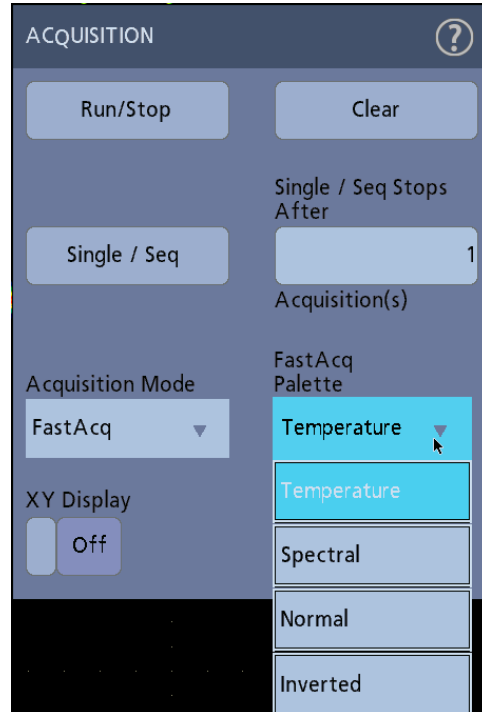 ACQUISITION
?
Run/Stop
Clear
Single / Seq Stops
After
Single / Seq
1
Acquisition(s)
FastAcq
Palette
Acquisition Mode
FastAcq
Temperature
Temperature
XY Display
Off
Spectral
Normal
Inverted